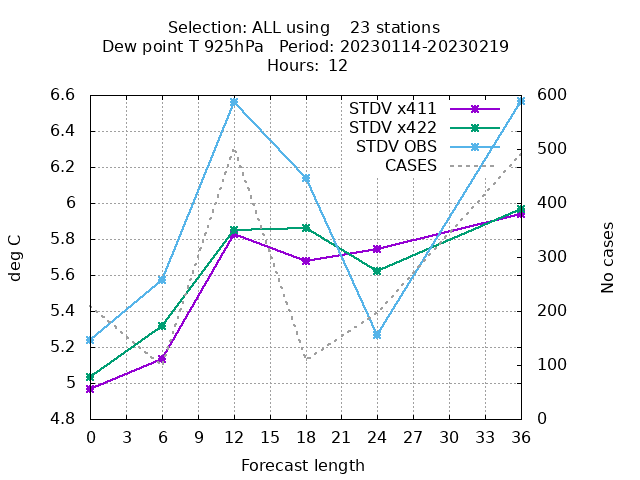 Selection: ALL using    23 stations
Dew point T 925hPa   Period: 20230114-20230219
Hours:  12
STDV x411
STDV x422
STDV OBS
CASES
6.6
6.4
6.2
6
5.8
5.6
5.4
5.2
5
4.8
deg C
600
500
400
300
200
100
0
No cases
0 3 6 9 12 15 18 21 24 27 30 33 36
Forecast length